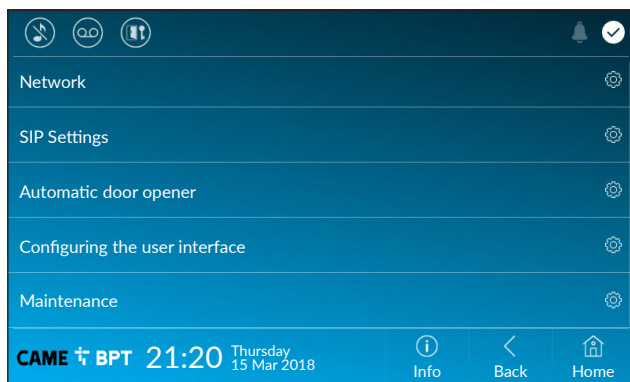 Network
SIP Settings
Automatic door opener
Configuring the user interface
Maintenance
CAME BPT 21:20 Thursday
15 Mar 2018
Info Back Home